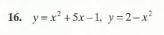 16. y = x² + 5x − 1, y = 2 − x²